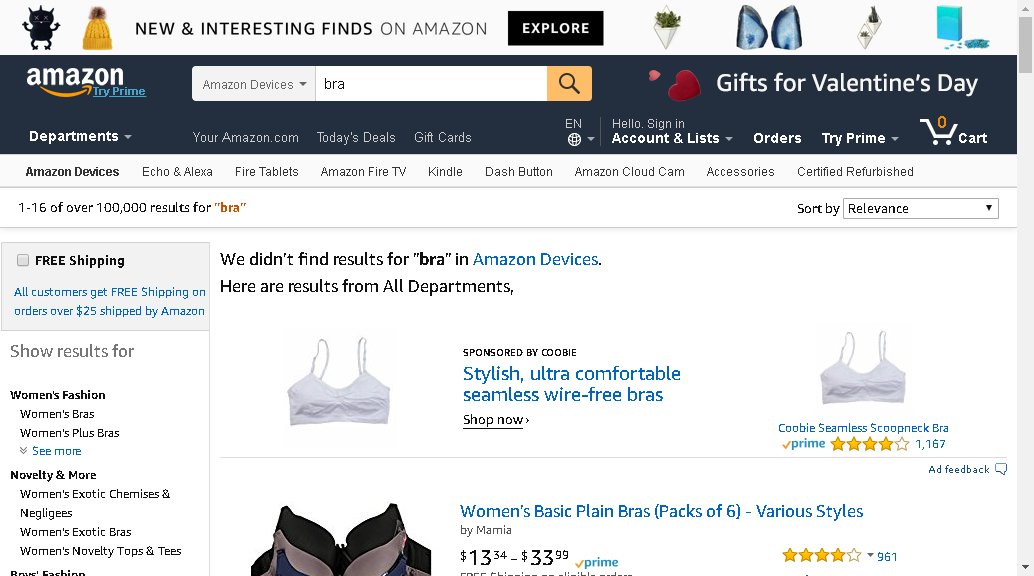 NEW & INTERESTING FINDS ON AMAZON EXPLORE
amazon Try Prime
Amazon Devices bra
Gifts for Valentine's Day
Departments
Your Amazon.com Today's Deals Gift Cards
EN
Hello. Sign in
Account & Lists Orders Try Prime 0 Cart
Amazon Devices Echo & Alexa Fire Tablets Amazon Fire TV Kindle Dash Button Amazon Cloud Cam Accessories Certified Refurbished
1-16 of over 100,000 results for "bra" Sort by Relevance
FREE Shipping
All customers get FREE Shipping on
orders over $25 shipped by Amazon
Show results for
Women's Fashion
Women's Bras
Women's Plus Bras
See more
Novelty & More
Women's Exotic Chemises &
Negligees
Women's Exotic Bras
Women's Novelty Tops & Tees
Boys' Fashion
We didn't find results for "bra" in Amazon Devices.
Here are results from All Departments,
SPONSORED BY COOBIE
Stylish, ultra comfortable
seamless wire-free bras
Shop now ›
Coobie Seamless Scoopneck Bra
prime 1,167
Ad feedback
Women's Basic Plain Bras (Packs of 6) - Various Styles
by Mamia
$13 34 - $33 99 prime
961
FREE Shipping on eligible orders